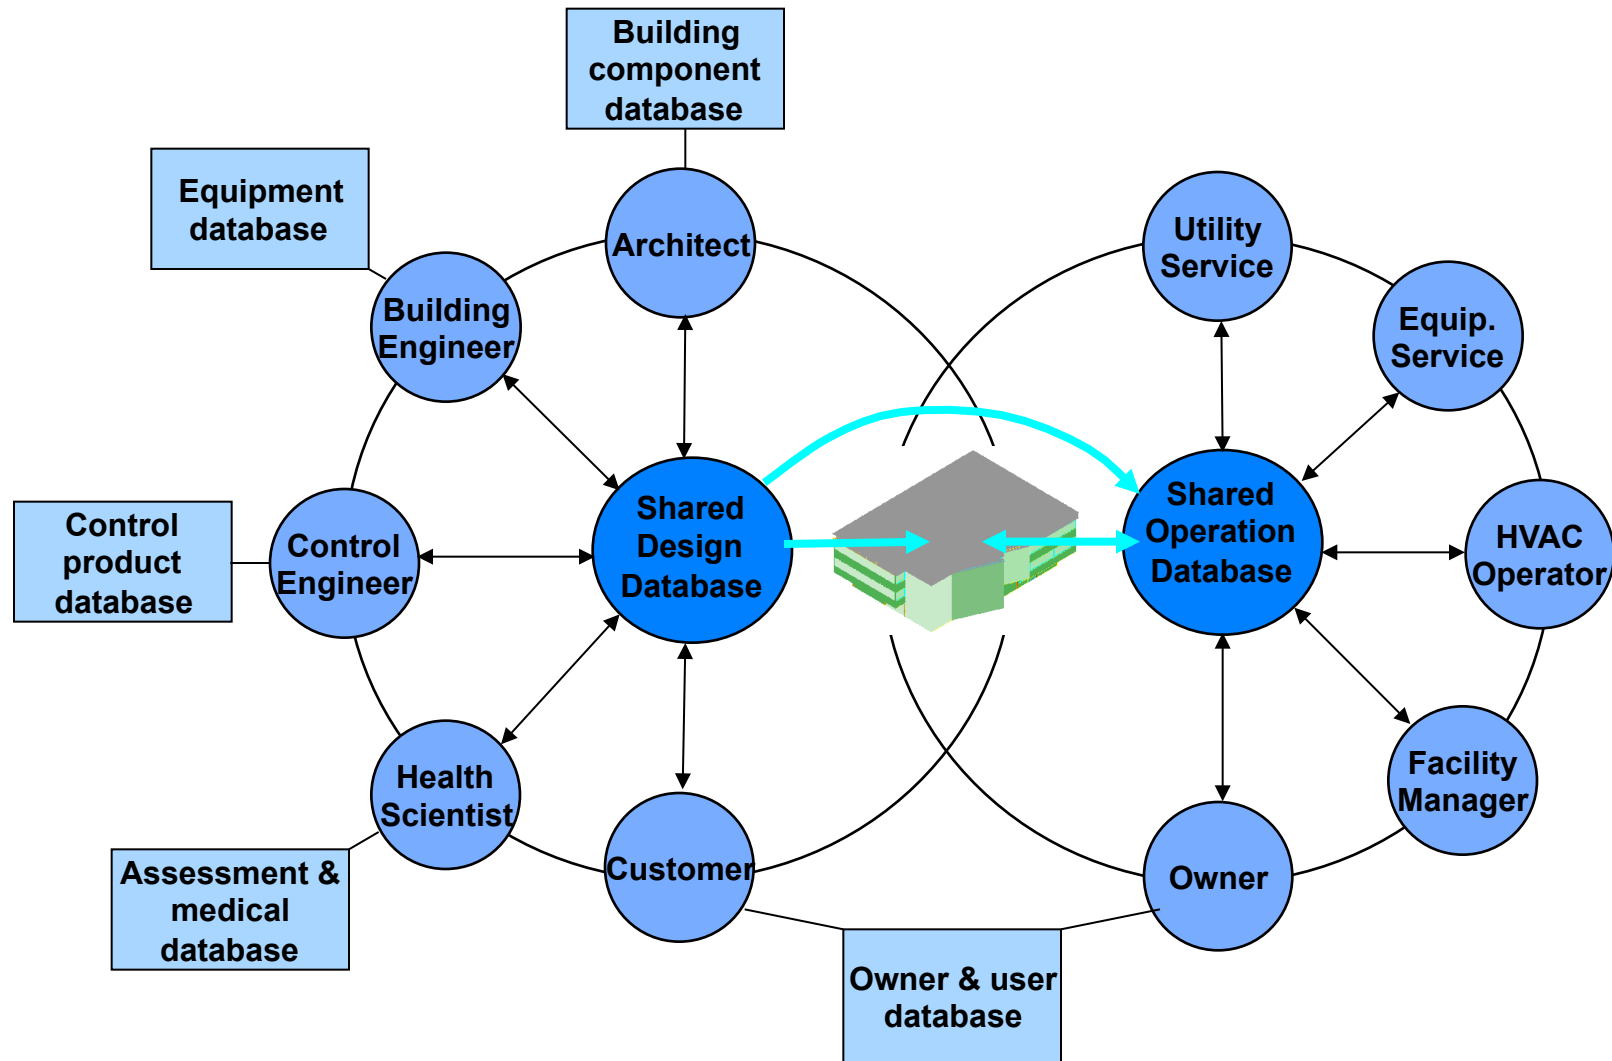 Building
component
database
Equipment
database
Architect
Utility
Service
Building
Engineer
Equip.
Service
Control
product
database
Control
Engineer
Shared
Design
Database
Shared
Operation
Database
HVAC
Operator
Health
Scientist
Facility
Manager
Assessment &
medical
database
Customer
Owner
Owner & user
database